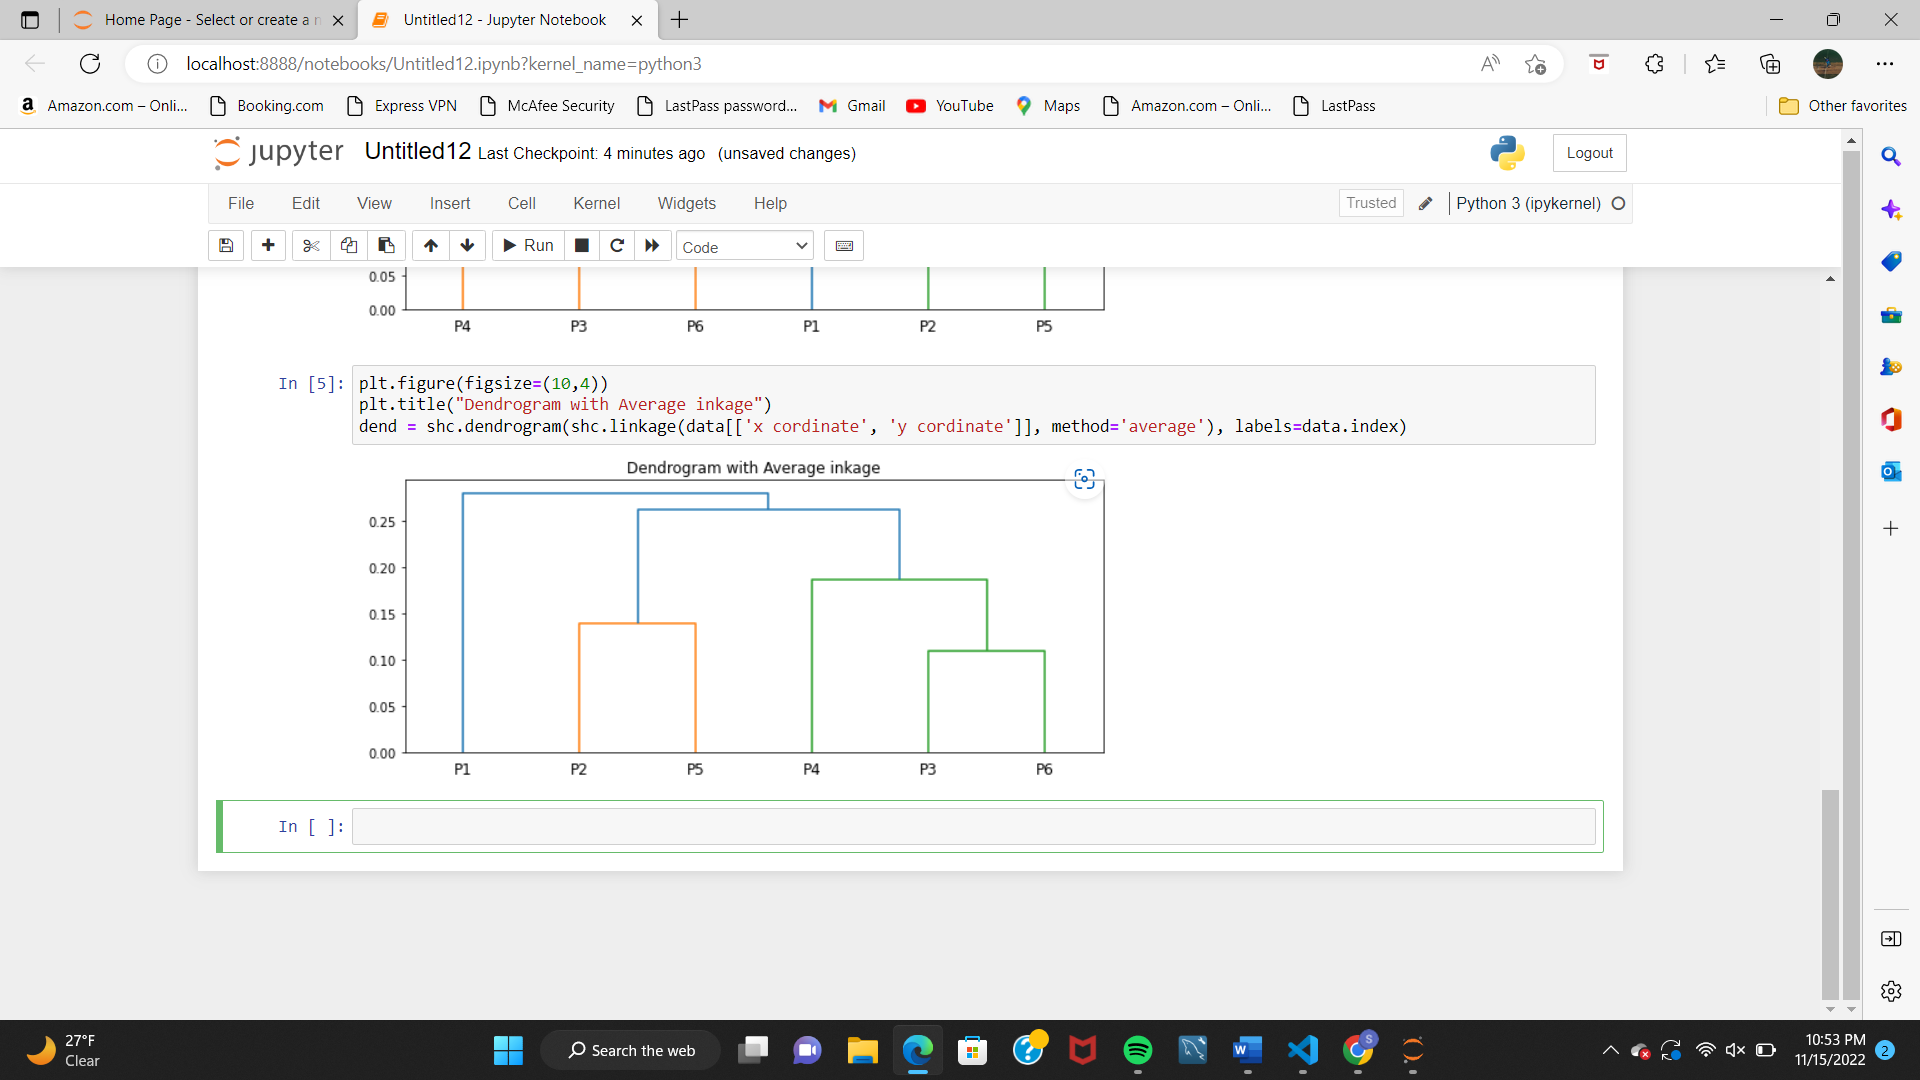 Home Page - Select or create a n
Untitled12 - Jupyter Notebook
localhost:8888/notebooks/Untitled12.ipynb?kernel_name=python3
Amazon.com – Onli...
Booking.com
Express VPN
McAfee Security
LastPass password...
Gmail
YouTube
Maps
Amazon.com – Onli...
LastPass
Other favorites
jupyter Untitled12 Last Checkpoint: 4 minutes ago (unsaved changes)
Logout
File Edit View Insert Cell Kernel Widgets Help
Trusted
Python 3 (ipykernel)
Run
Code
0.05
0.00
P4 P3 P6 P1 P2 P5
In [5]: plt.figure(figsize=(10,4))
plt.title("Dendrogram with Average inkage")
dend = shc.dendrogram(shc.linkage(data[['x cordinate', 'y cordinate']], method='average'), labels=data.index)
Dendrogram with Average inkage
0.25
0.20
0.15
0.10
0.05
0.00
P1 P2 P5 P4 P3 P6
In [ ]:
27°F
Clear
Search the web
S
10:53 PM
11/15/2022
2